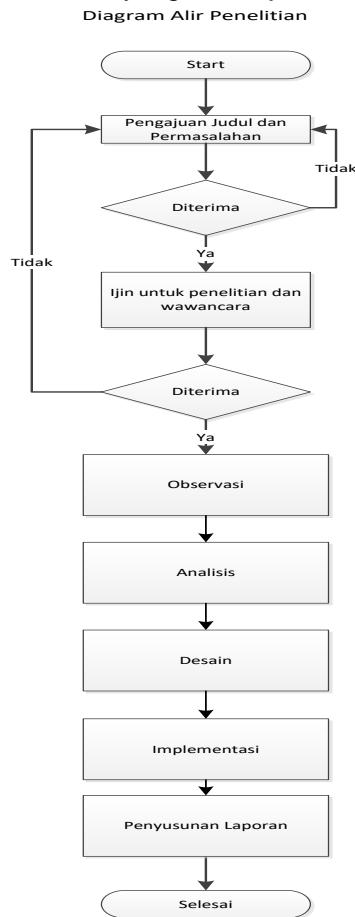 Diagram Alir Penelitian
Start
Pengajuan Judul dan
Permasalahan
Tidak
Diterima
Ya
Tidak
Ijin untuk penelitian dan
wawancara
Diterima
Ya
Observasi
Analisis
Desain
Implementasi
Penyusunan Laporan
Selesai